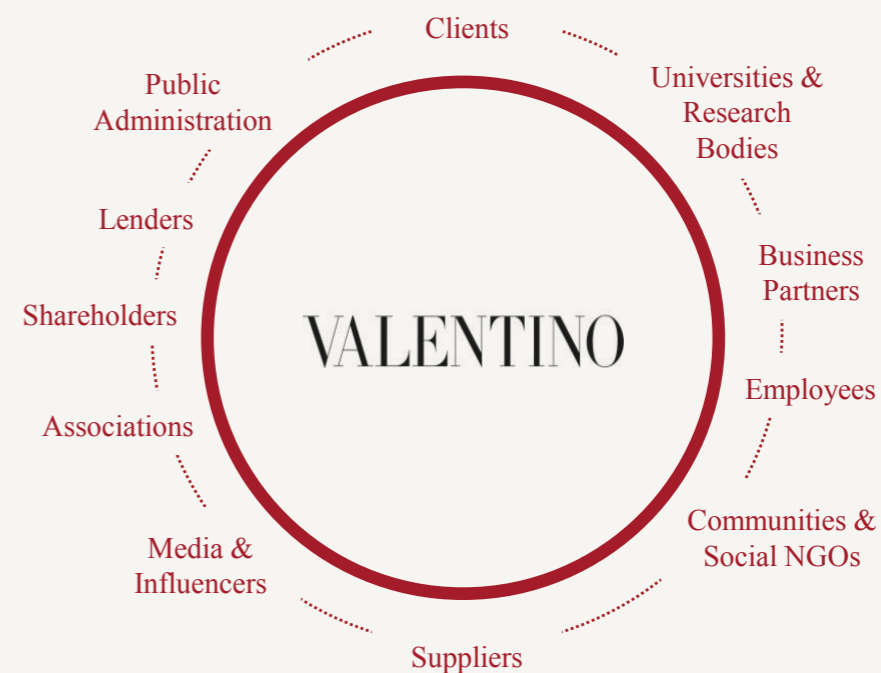 Clients
Universities &
Research
Bodies
Business
Partners
Employees
Communities &
Social NGOs
Suppliers
Media &
Influencers
Associations
Shareholders
Lenders
Public
Administration
VALENTINO